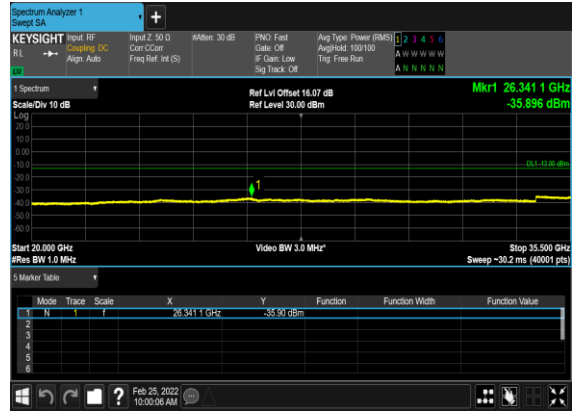 Spectrum Analyzer 1
Swept SA
+
KEYSIGHT Input: RF Input Z: 50 Ω #Atten: 30 dB PNO: Fast Avg Type: Power (RMS) 1 2 3 4 5 6
R L Coupling: DC Corr CCorr Gate: Off Avg|Hold: 100/100 A W W W W W
Align: Auto Freq Ref: Int (S) IF Gain: Low Trig: Free Run
Sig Track: Off A N N N N N
1 Spectrum Ref Lvl Offset 16.07 dB Mkr1 26.341 1 GHz
Scale/Div 10 dB Ref Level 30.00 dBm -35.896 dBm
Log
20.0
10.0
0.00
-10.0 DL1 -13.00 dBm
-20.0
1
-30.0
-40.0
-50.0
-60.0
Start 20.000 GHz Video BW 3.0 MHz* Stop 35.500 GHz
#Res BW 1.0 MHz Sweep ~30.2 ms (40001 pts)
5 Marker Table
Mode Trace Scale X Y Function Function Width Function Value
1 N 1 f 26.341 1 GHz -35.90 dBm
2
3
4
5
6
? Feb 25, 2022
10:00:06 AM